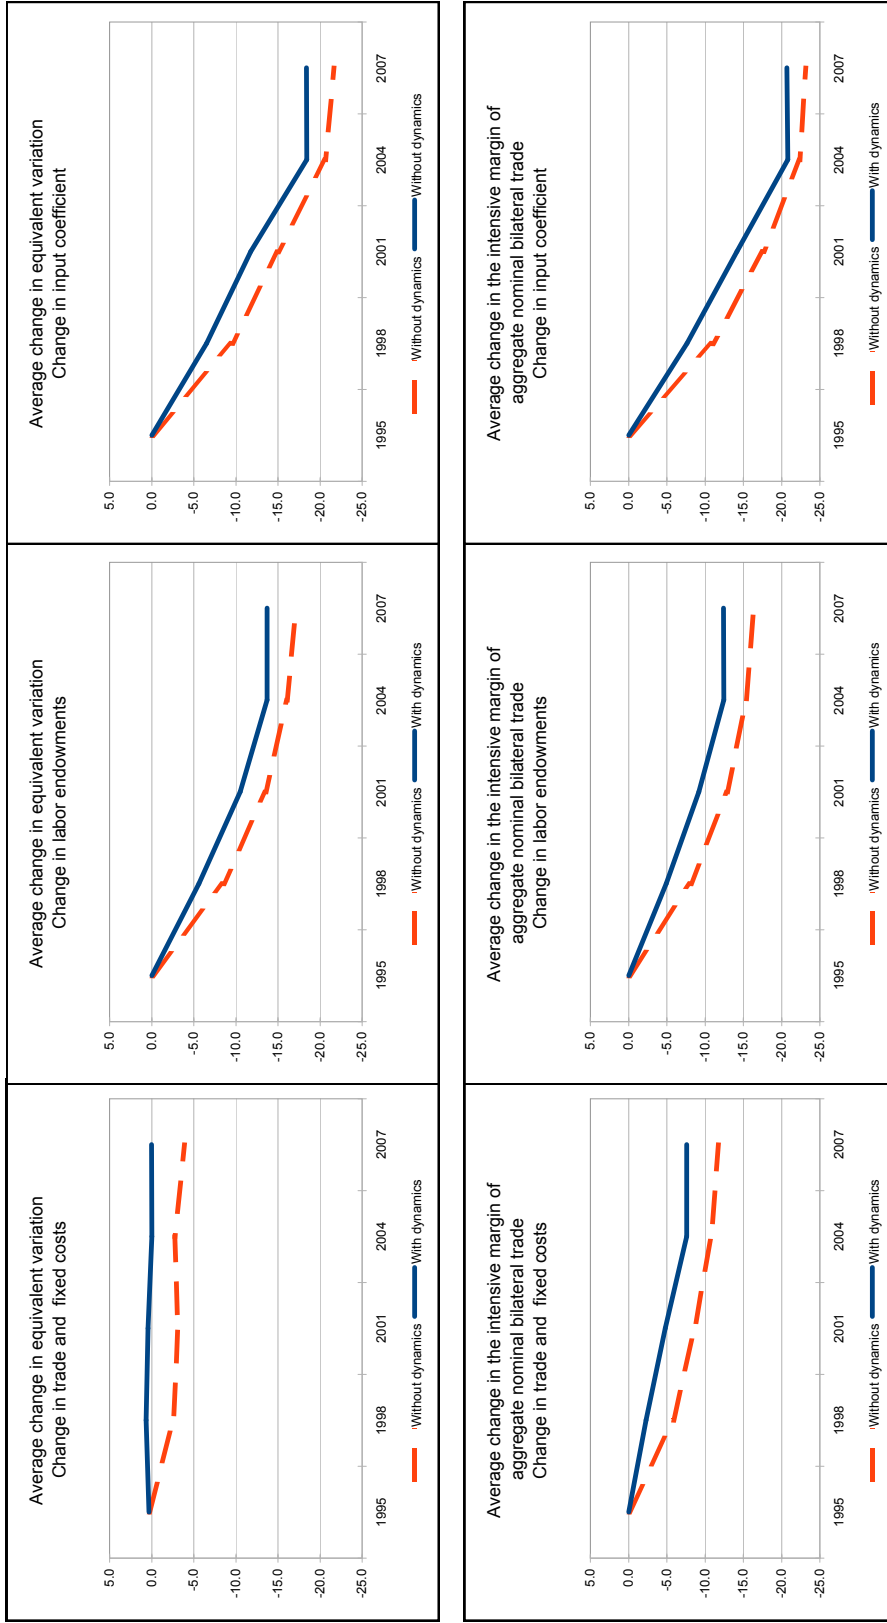 Average change in equivalent variation
Change in trade and fixed costs
5.0
0.0
-5.0
-10.0
-15.0
-20.0
-25.0
1995 1998 2001 2004 2007
Without dynamics With dynamics
Average change in equivalent variation
Change in labor endowments
5.0
0.0
-5.0
-10.0
-15.0
-20.0
-25.0
1995 1998 2001 2004 2007
Without dynamics With dynamics
Average change in equivalent variation
Change in input coefficient
5.0
0.0
-5.0
-10.0
-15.0
-20.0
-25.0
1995 1998 2001 2004 2007
Without dynamics Without dynamics
Average change in the intensive margin of
aggregate nominal bilateral trade
Change in trade and fixed costs
5.0
0.0
-5.0
-10.0
-15.0
-20.0
-25.0
1995 1998 2001 2004 2007
Without dynamics With dynamics
Average change in the intensive margin of
aggregate nominal bilateral trade
Change in labor endowments
5.0
0.0
-5.0
-10.0
-15.0
-20.0
-25.0
1995 1998 2001 2004 2007
Without dynamics With dynamics
Average change in the intensive margin of
aggregate nominal bilateral trade
Change in input coefficient
5.0
0.0
-5.0
-10.0
-15.0
-20.0
-25.0
1995 1998 2001 2004 2007
Without dynamics With dynamics